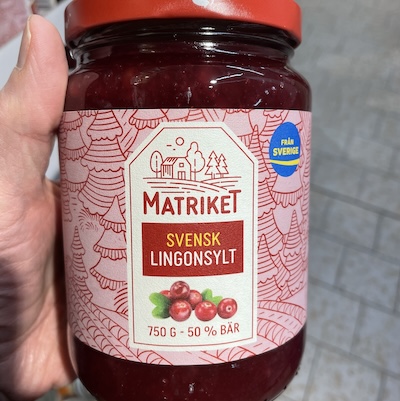 FRÅN
SVERIGE
MATRIKET
SVENSK
LINGONSYLT
750 G - 50 % BÄR